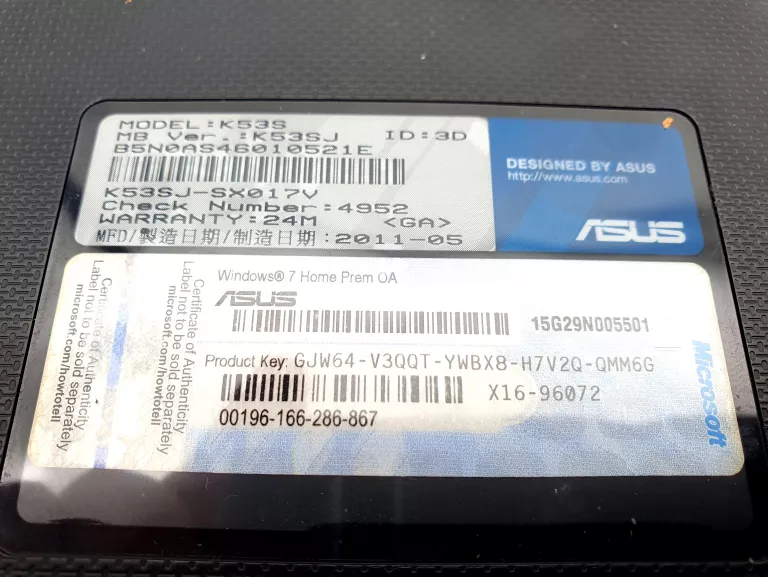 MODEL:K53S
MB Ver.:K53SJ ID:3D
B5N0AS46010521E
K53SJ-SX017V
Check Number:4952
WARRANTY:24M <GA>
MFD/製造日期/制造日期:2011-05
DESIGNED BY ASUS
http://www.asus.com
ASUS
Certificate of Authenticity
Label not to be sold separately
microsoft.com/howtotell
Certificate of Authenticity
Label not to be sold separately
microsoft.com/howtotell
Windows® 7 Home Prem OA
ASUS
15G29N005501
Product Key: GJW64-V3QQT-YWBX8-H7V2Q-QMM6G
X16-96072
00196-166-286-867
Microsoft